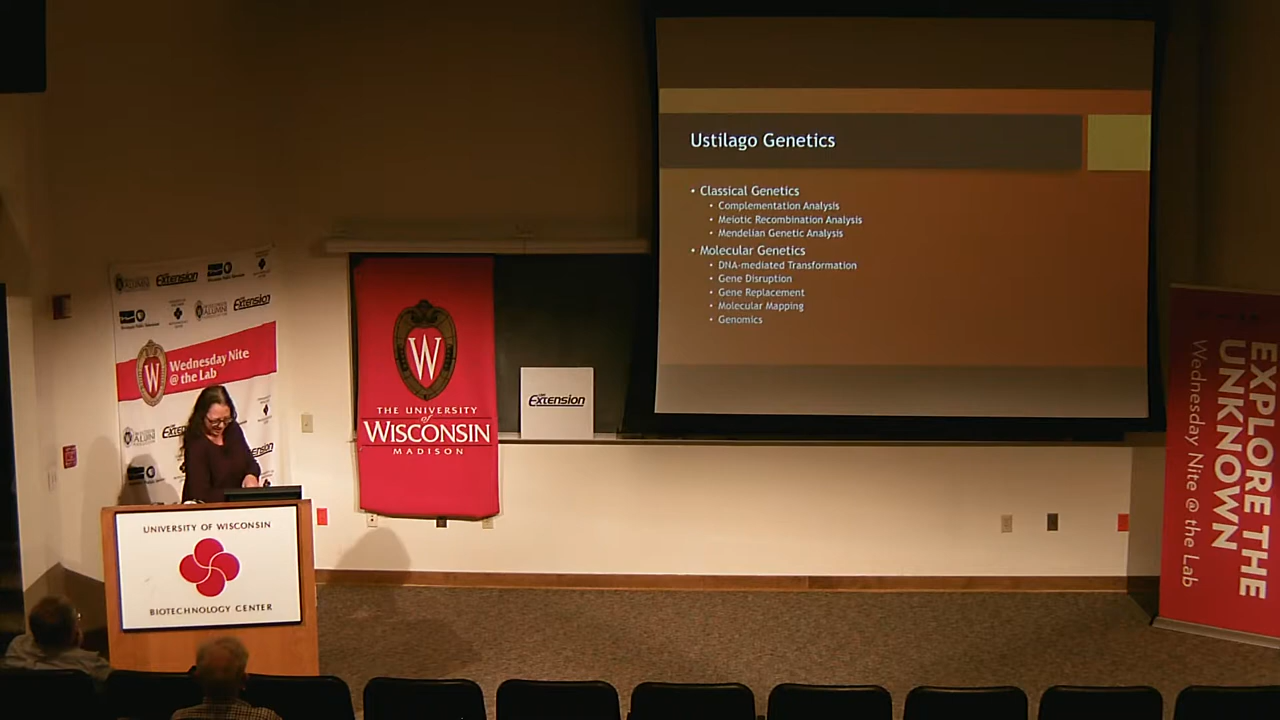 Ustilago Genetics
• Classical Genetics
• Complementation Analysis
• Meiotic Recombination Analysis
• Mendelian Genetic Analysis
• Molecular Genetics
• DNA-mediated Transformation
• Gene Disruption
• Gene Replacement
• Molecular Mapping
• Genomics
Extension
Extension
Wednesday Nite
@ the Lab
W
W
THE UNIVERSITY
of
WISCONSIN
MADISON
Extension
UNIVERSITY OF WISCONSIN
BIOTECHNOLOGY CENTER
EXPLORE THE
UNKNOWN
Wednesday Nite @ the Lab